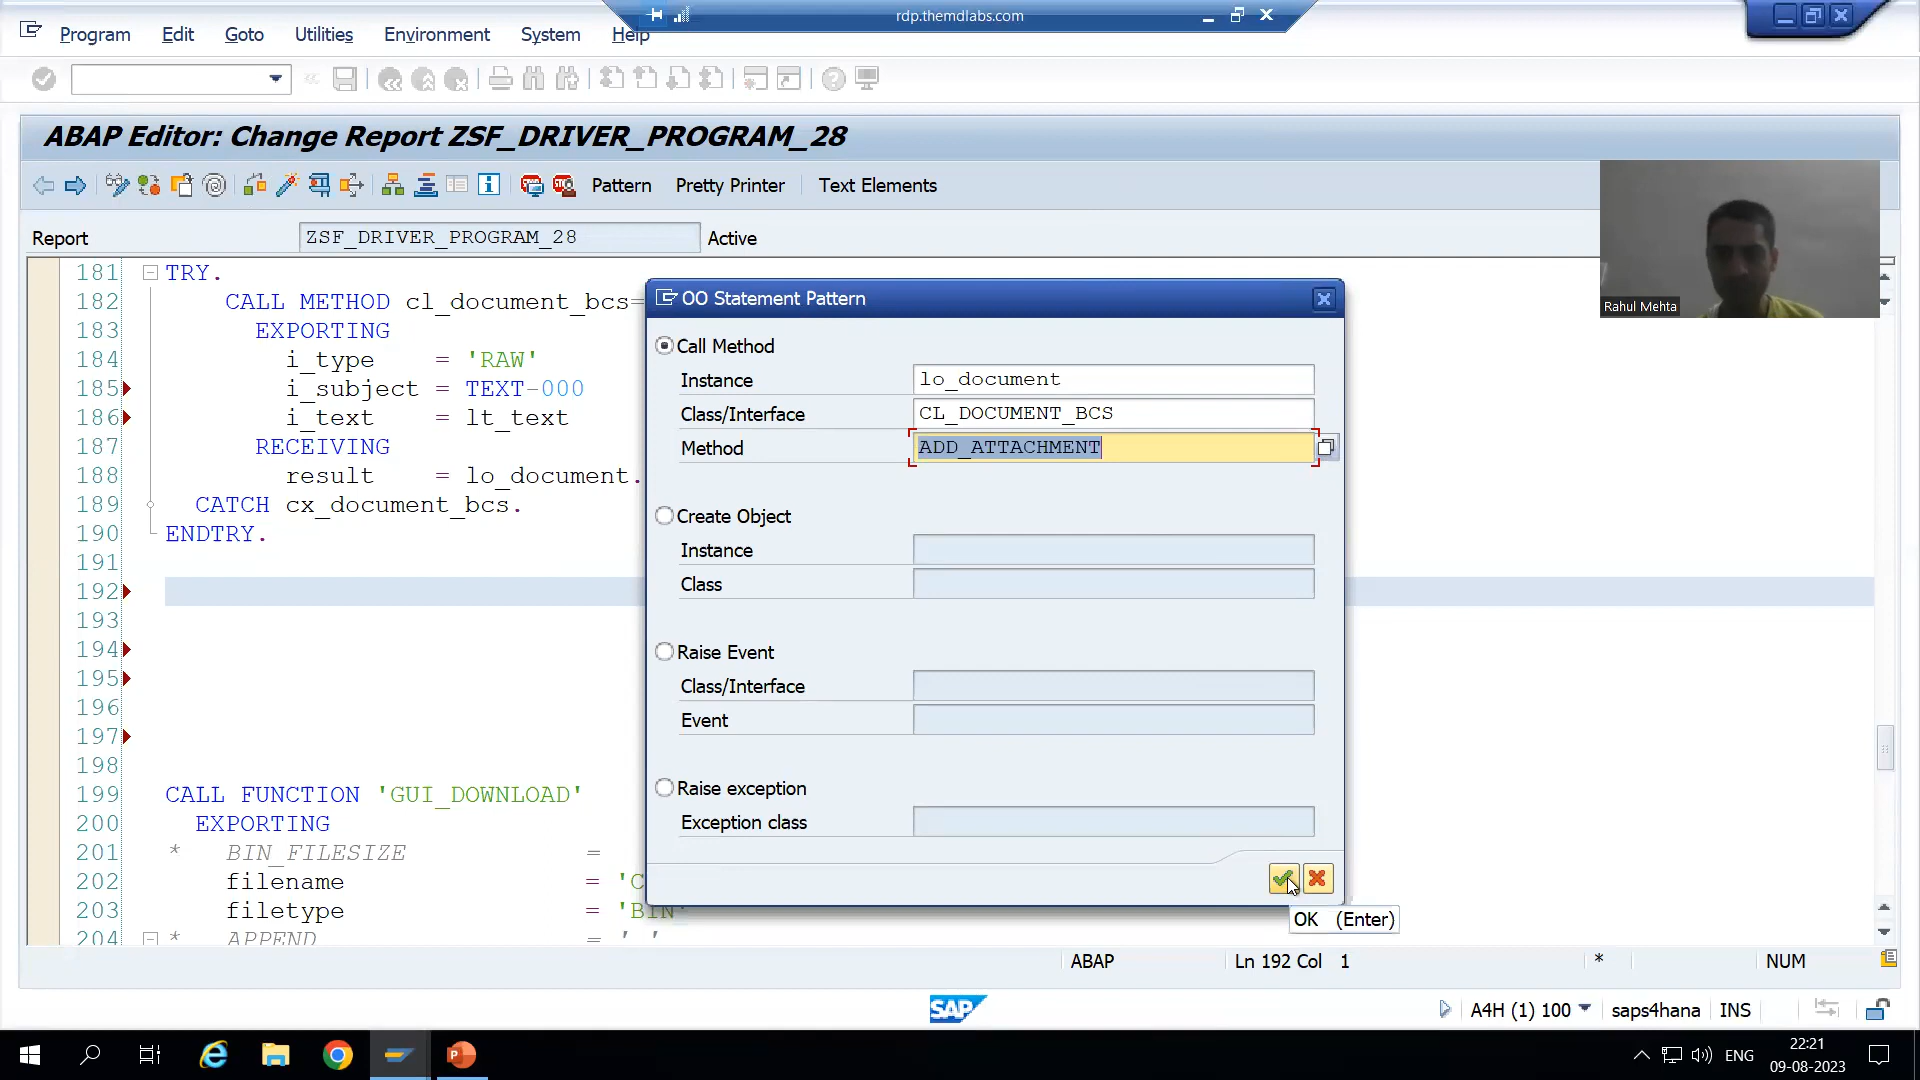 rdp.themdlabs.com
Program Edit Goto Utilities Environment System Help
ABAP Editor: Change Report ZSF_DRIVER_PROGRAM_28
Pattern Pretty Printer Text Elements
Report ZSF_DRIVER_PROGRAM_28 Active
Rahul Mehta
181 TRY.
182 CALL METHOD cl_document_bcs=
183 EXPORTING
184 i_type = 'RAW'
185 i_subject = TEXT-000
186 i_text = lt_text
187 RECEIVING
188 result = lo_document.
189 CATCH cx_document_bcs.
190 ENDTRY.
191
192
193
194
195
196
197
198
199 CALL FUNCTION 'GUI_DOWNLOAD'
200 EXPORTING
201 * BIN_FILESIZE =
202 filename = 'C
203 filetype = 'BIN'
204 * APPEND = ' '
OO Statement Pattern
Call Method
Instance lo_document
Class/Interface CL_DOCUMENT_BCS
Method ADD_ATTACHMENT
Create Object
Instance
Class
Raise Event
Class/Interface
Event
Raise exception
Exception class
OK (Enter)
ABAP Ln 192 Col 1 * NUM
SAP
A4H (1) 100 saps4hana INS
ENG
22:21
09-08-2023